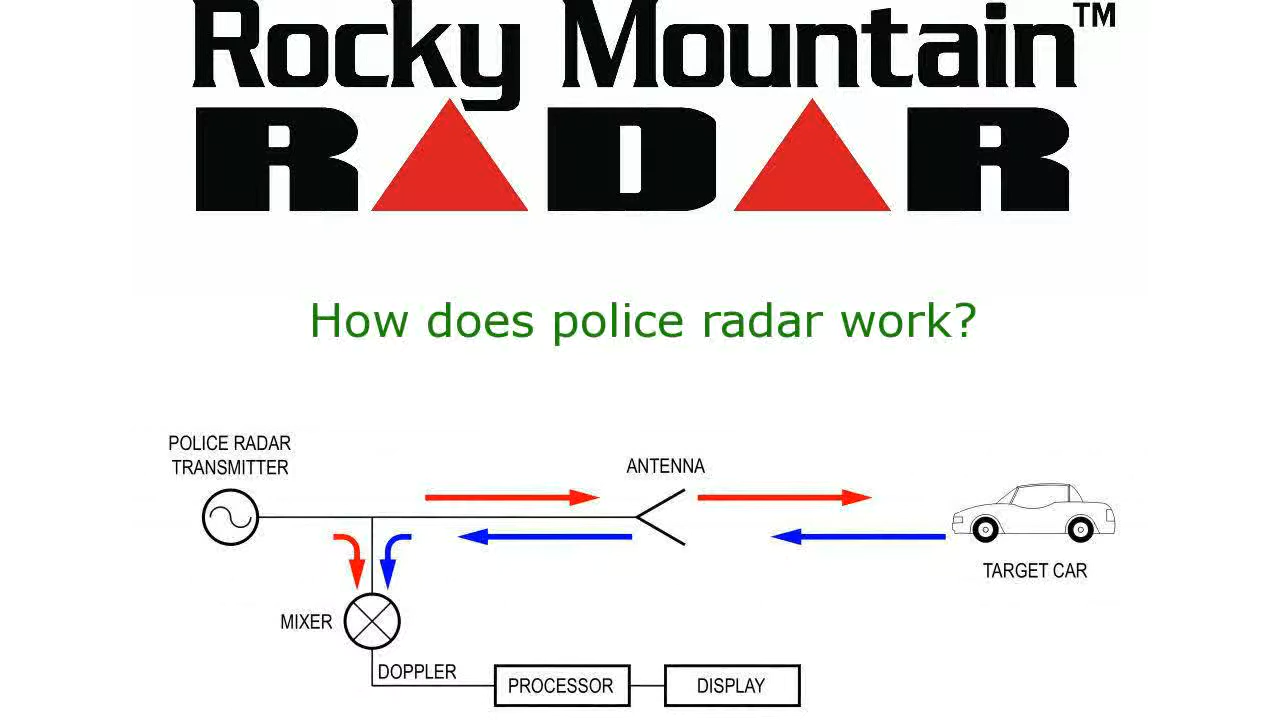 Rocky Mountain™
RADAR
How does police radar work?
POLICE RADAR
TRANSMITTER
ANTENNA
TARGET CAR
MIXER
DOPPLER
PROCESSOR
DISPLAY